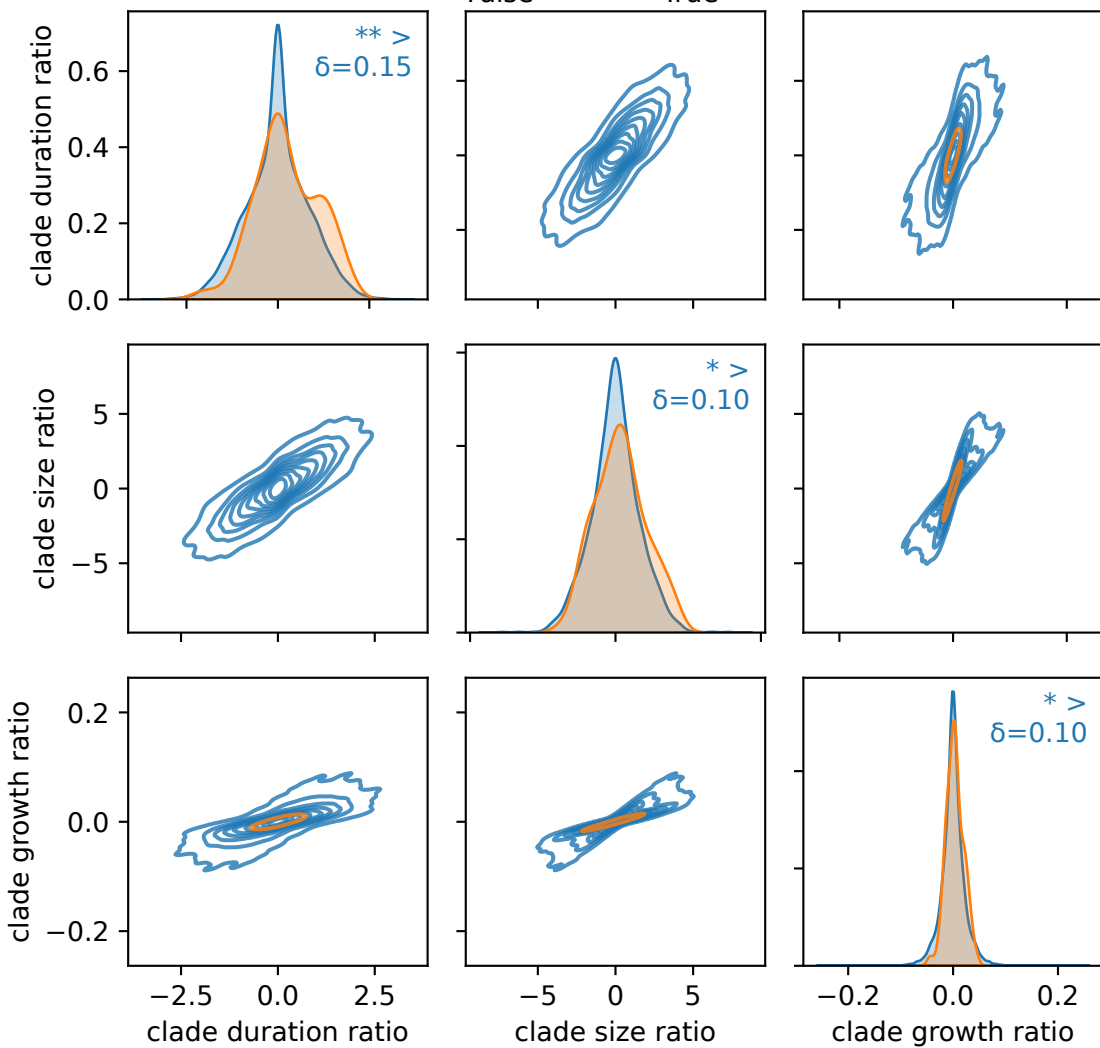 True
clade duration ratio
0.6
0.4
0.2
0.0
** >
δ=0.15
clade size ratio
5
0
−5
* >
δ=0.10
clade growth ratio
0.2
0.0
−0.2
* >
δ=0.10
−2.5 0.0 2.5
−5 0 5
−0.2 0.0 0.2
clade duration ratio
clade size ratio
clade growth ratio